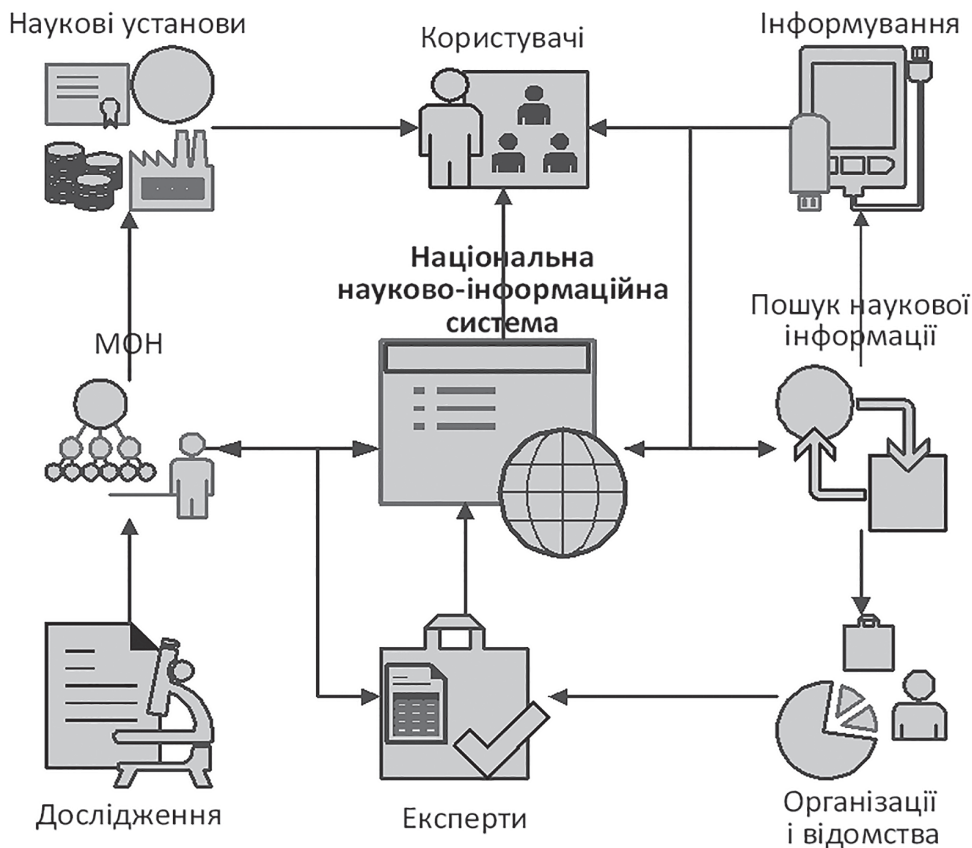 Наукові установи
Користувачі
Інформування
Національна
науково-інформаційна
система
Пошук наукової
інформації
МОН
Дослідження
Експерти
Організації
і відомства